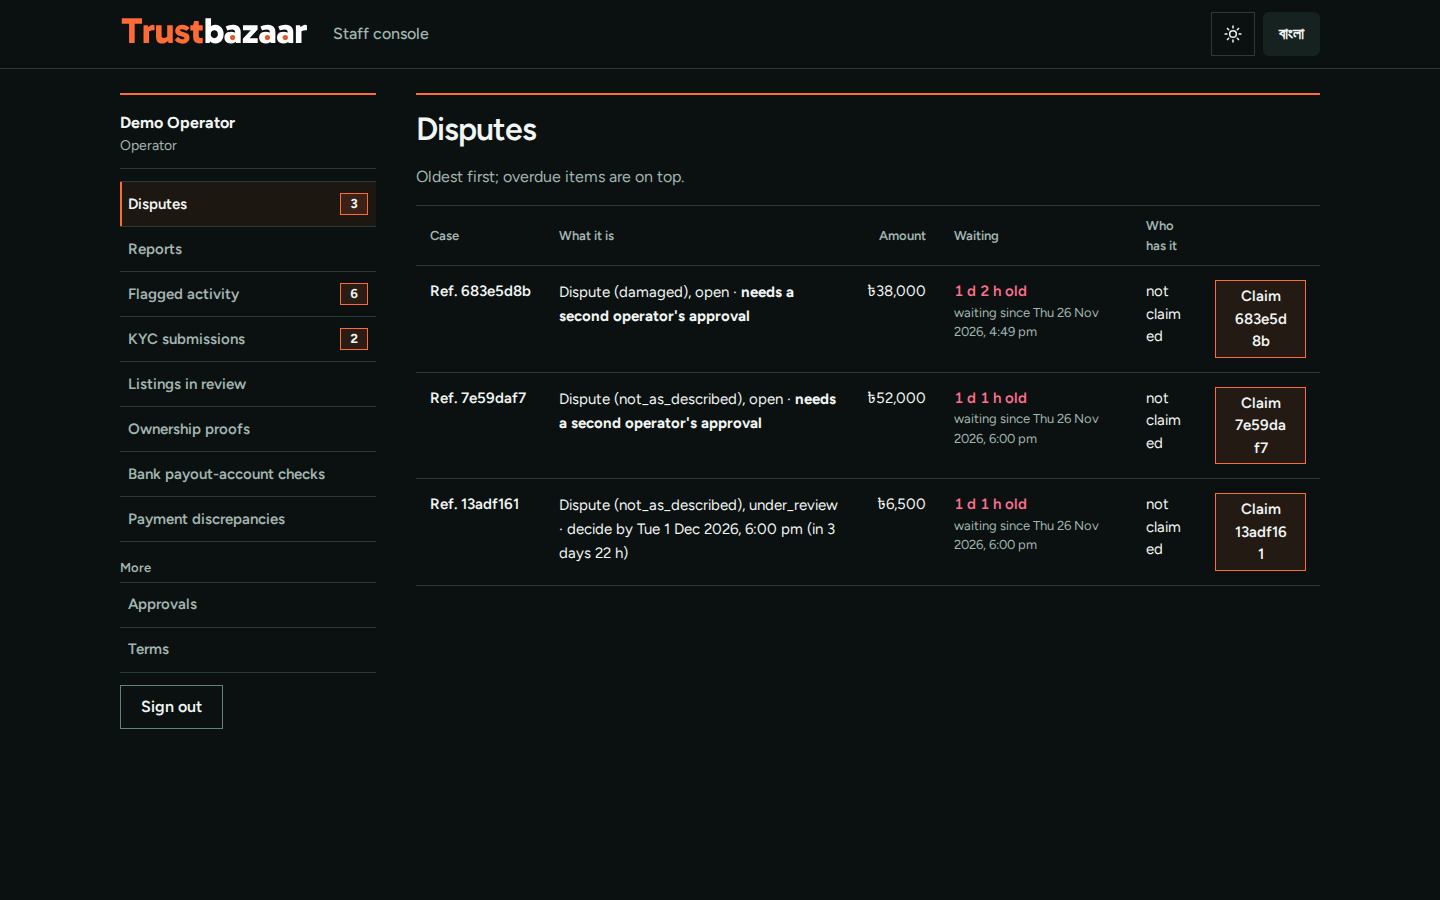 Trustbazaar Staff console
বাংলা
Demo Operator
Operator
Disputes 3
Reports
Flagged activity 6
KYC submissions 2
Listings in review
Ownership proofs
Bank payout-account checks
Payment discrepancies
More
Approvals
Terms
Sign out
Disputes
Oldest first; overdue items are on top.
Case What it is Amount Waiting Who
has it
Ref. 683e5d8b Dispute (damaged), open · needs a ৳38,000 1 d 2 h old not Claim
second operator's approval waiting since Thu 26 Nov claim 683e5d
2026, 4:49 pm ed 8b
Ref. 7e59daf7 Dispute (not_as_described), open · needs ৳52,000 1 d 1 h old not Claim
a second operator's approval waiting since Thu 26 Nov claim 7e59da
2026, 6:00 pm ed f7
Ref. 13adf161 Dispute (not_as_described), under_review ৳6,500 1 d 1 h old not Claim
· decide by Tue 1 Dec 2026, 6:00 pm (in 3 waiting since Thu 26 Nov claim 13adf16
days 22 h) 2026, 6:00 pm ed 1